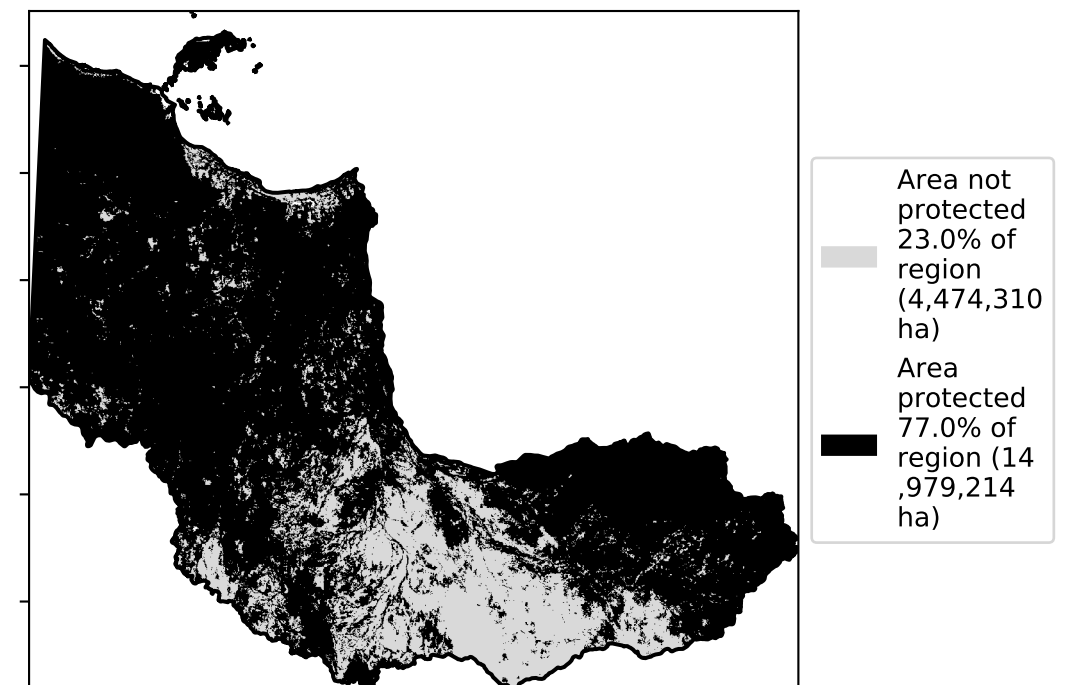 Area not
protected
23.0% of
region
(4,474,310
ha)
Area
protected
77.0% of
region (14
,979,214
ha)